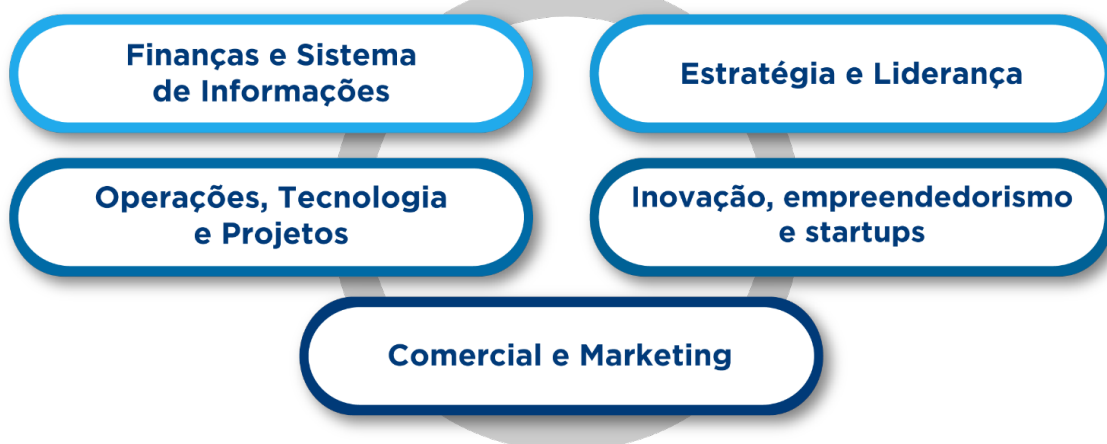 Finanças e Sistema
de Informações
Estratégia e Liderança
Operações, Tecnologia
e Projetos
Inovação, empreendedorismo
e startups
Comercial e Marketing